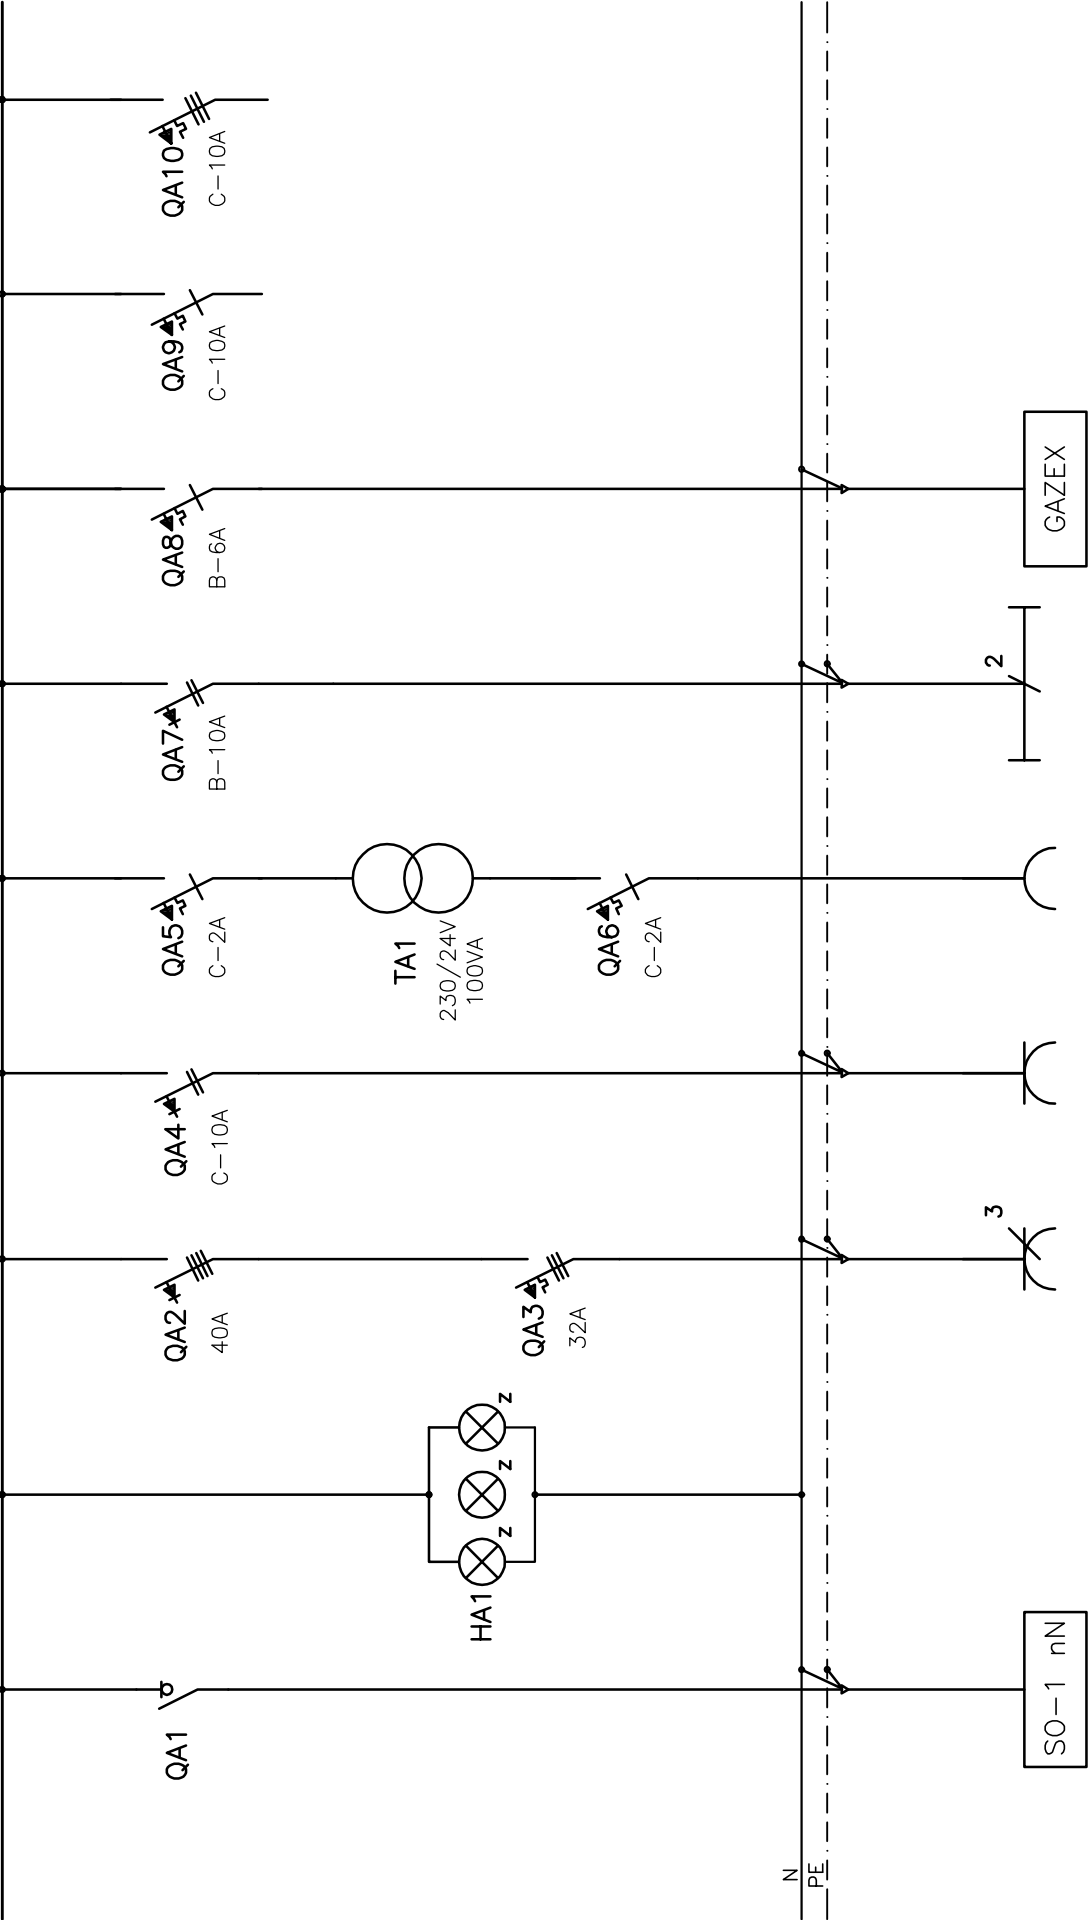 QA1
HA1
z
z
z
QA2
40A
QA3
32A
3
QA4
C-10A
QA5
C-2A
TA1
230/24V
100VA
QA6
C-2A
QA7
B-10A
2
QA8
B-6A
QA9
C-10A
QA10
C-10A
N
PE
SO-1 nN
GAZEX